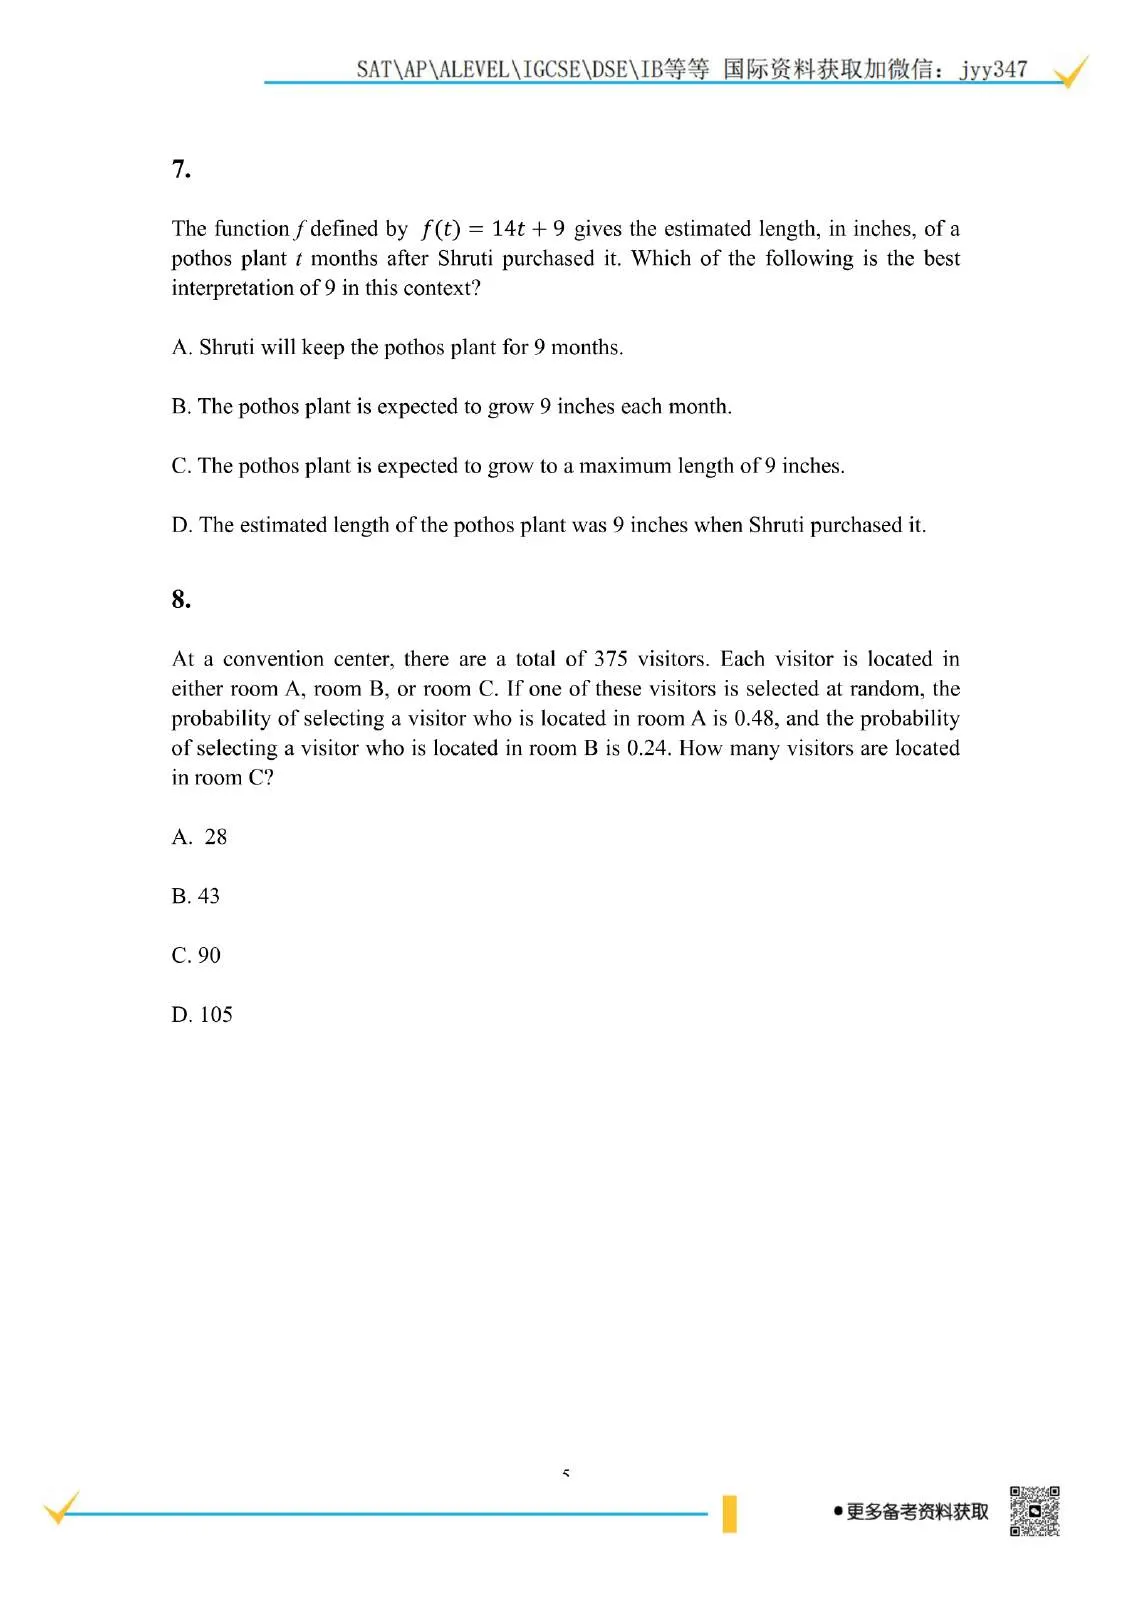 SAT\AP\ALEVEL\IGCSE\DSE\IB等等 国际资料获取加微信：jyy347
7.
The function f defined by f(t) = 14t + 9 gives the estimated length, in inches, of a
pothos plant t months after Shruti purchased it. Which of the following is the best
interpretation of 9 in this context?
A. Shruti will keep the pothos plant for 9 months.
B. The pothos plant is expected to grow 9 inches each month.
C. The pothos plant is expected to grow to a maximum length of 9 inches.
D. The estimated length of the pothos plant was 9 inches when Shruti purchased it.
8.
At a convention center, there are a total of 375 visitors. Each visitor is located in
either room A, room B, or room C. If one of these visitors is selected at random, the
probability of selecting a visitor who is located in room A is 0.48, and the probability
of selecting a visitor who is located in room B is 0.24. How many visitors are located
in room C?
A. 28
B. 43
C. 90
D. 105
5
•更多备考资料获取